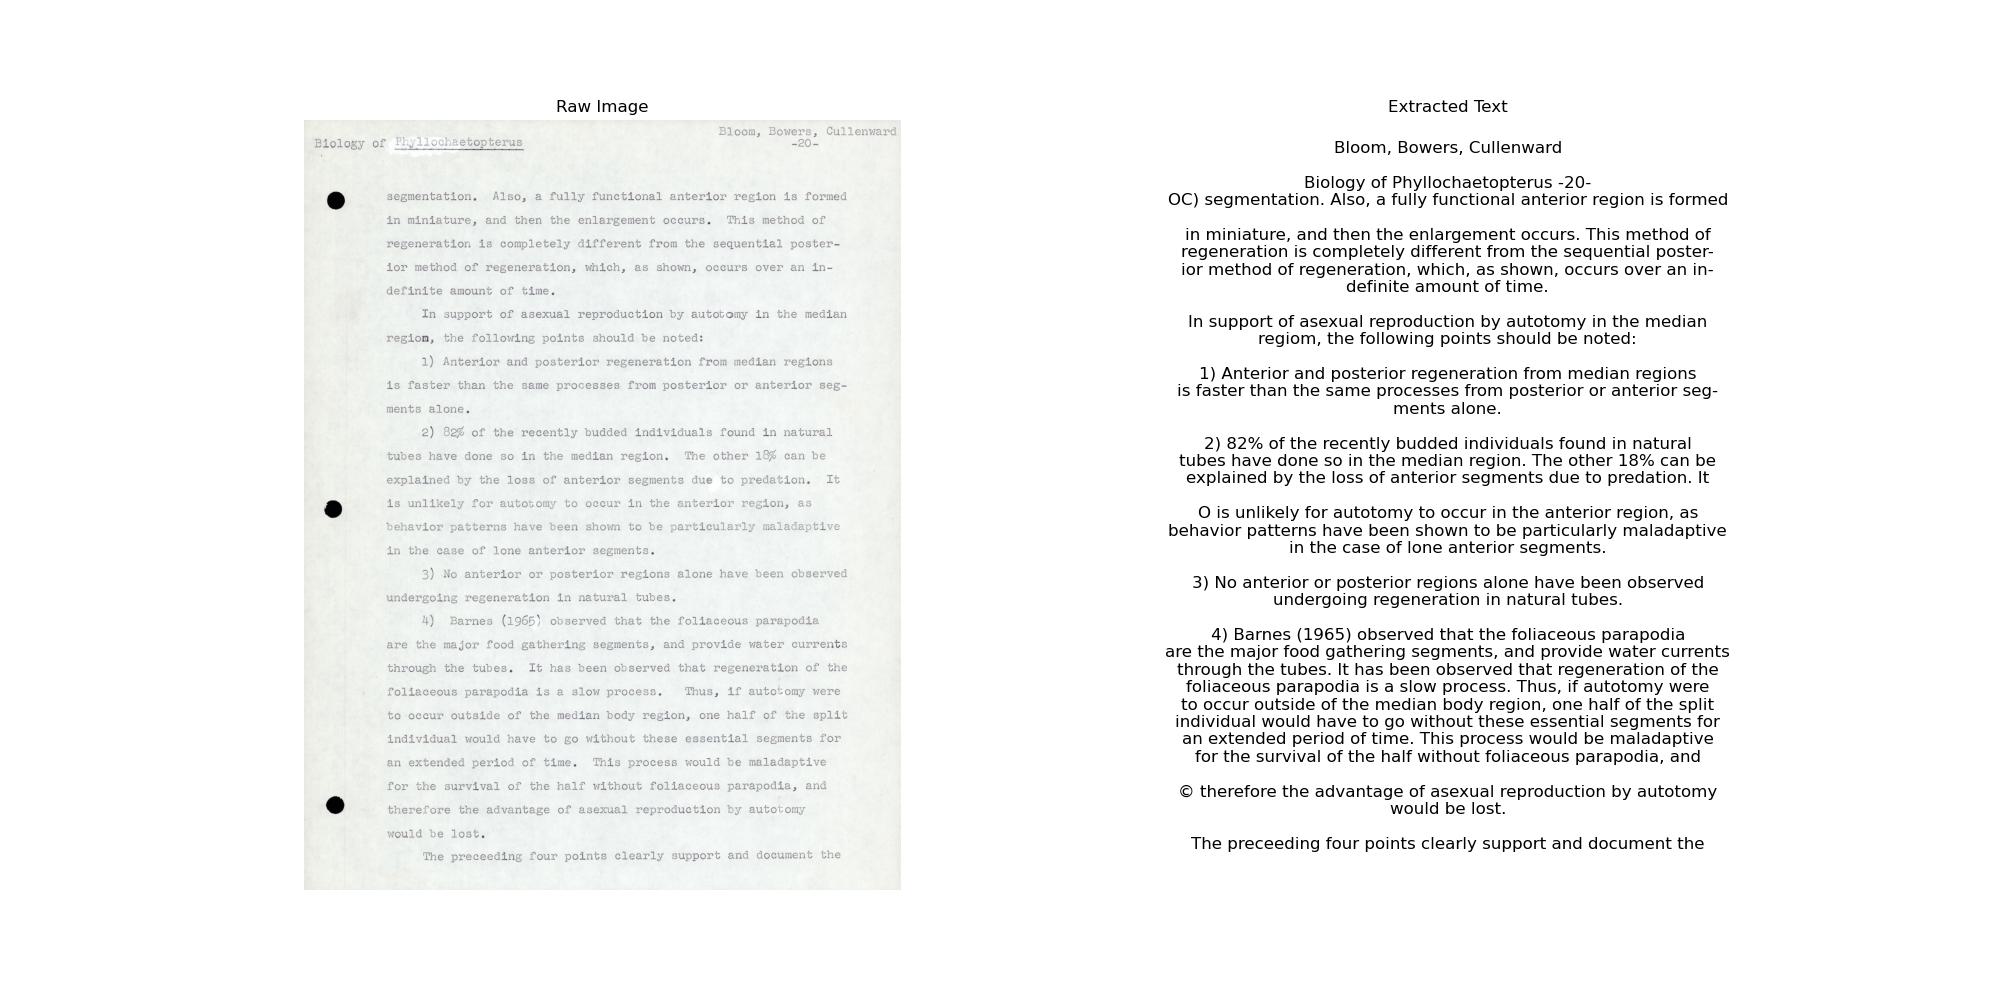 Raw Image
Bloom, Bowers, Cullenward
Biology of Phyllochaetopterus
-20-
segmentation. Also, a fully functional anterior region is formed
in miniature, and then the enlargement occurs. This method of
regeneration is completely different from the sequential poster-
ior method of regeneration, which, as shown, occurs over an in-
definite amount of time.
In support of asexual reproduction by autotomy in the median
region, the following points should be noted:
1) Anterior and posterior regeneration from median regions
is faster than the same processes from posterior or anterior seg-
ments alone.
2) 82% of the recently budded individuals found in natural
tubes have done so in the median region. The other 18% can be
explained by the loss of anterior segments due to predation. It
is unlikely for autotomy to occur in the anterior region, as
behavior patterns have been shown to be particularly maladaptive
in the case of lone anterior segments.
3) No anterior or posterior regions alone have been observed
undergoing regeneration in natural tubes.
4) Barnes (1965) observed that the foliaceous parapodia
are the major food gathering segments, and provide water currents
through the tubes. It has been observed that regeneration of the
foliaceous parapodia is a slow process. Thus, if autotomy were
to occur outside of the median body region, one half of the split
individual would have to go without these essential segments for
an extended period of time. This process would be maladaptive
for the survival of the half without foliaceous parapodia, and
therefore the advantage of asexual reproduction by autotomy
would be lost.
The preceeding four points clearly support and document the
Extracted Text
Bloom, Bowers, Cullenward
Biology of Phyllochaetopterus -20-
OC) segmentation. Also, a fully functional anterior region is formed
in miniature, and then the enlargement occurs. This method of
regeneration is completely different from the sequential poster-
ior method of regeneration, which, as shown, occurs over an in-
definite amount of time.
In support of asexual reproduction by autotomy in the median
regiom, the following points should be noted:
1) Anterior and posterior regeneration from median regions
is faster than the same processes from posterior or anterior seg-
ments alone.
2) 82% of the recently budded individuals found in natural
tubes have done so in the median region. The other 18% can be
explained by the loss of anterior segments due to predation. It
O is unlikely for autotomy to occur in the anterior region, as
behavior patterns have been shown to be particularly maladaptive
in the case of lone anterior segments.
3) No anterior or posterior regions alone have been observed
undergoing regeneration in natural tubes.
4) Barnes (1965) observed that the foliaceous parapodia
are the major food gathering segments, and provide water currents
through the tubes. It has been observed that regeneration of the
foliaceous parapodia is a slow process. Thus, if autotomy were
to occur outside of the median body region, one half of the split
individual would have to go without these essential segments for
an extended period of time. This process would be maladaptive
for the survival of the half without foliaceous parapodia, and
© therefore the advantage of asexual reproduction by autotomy
would be lost.
The preceeding four points clearly support and document the